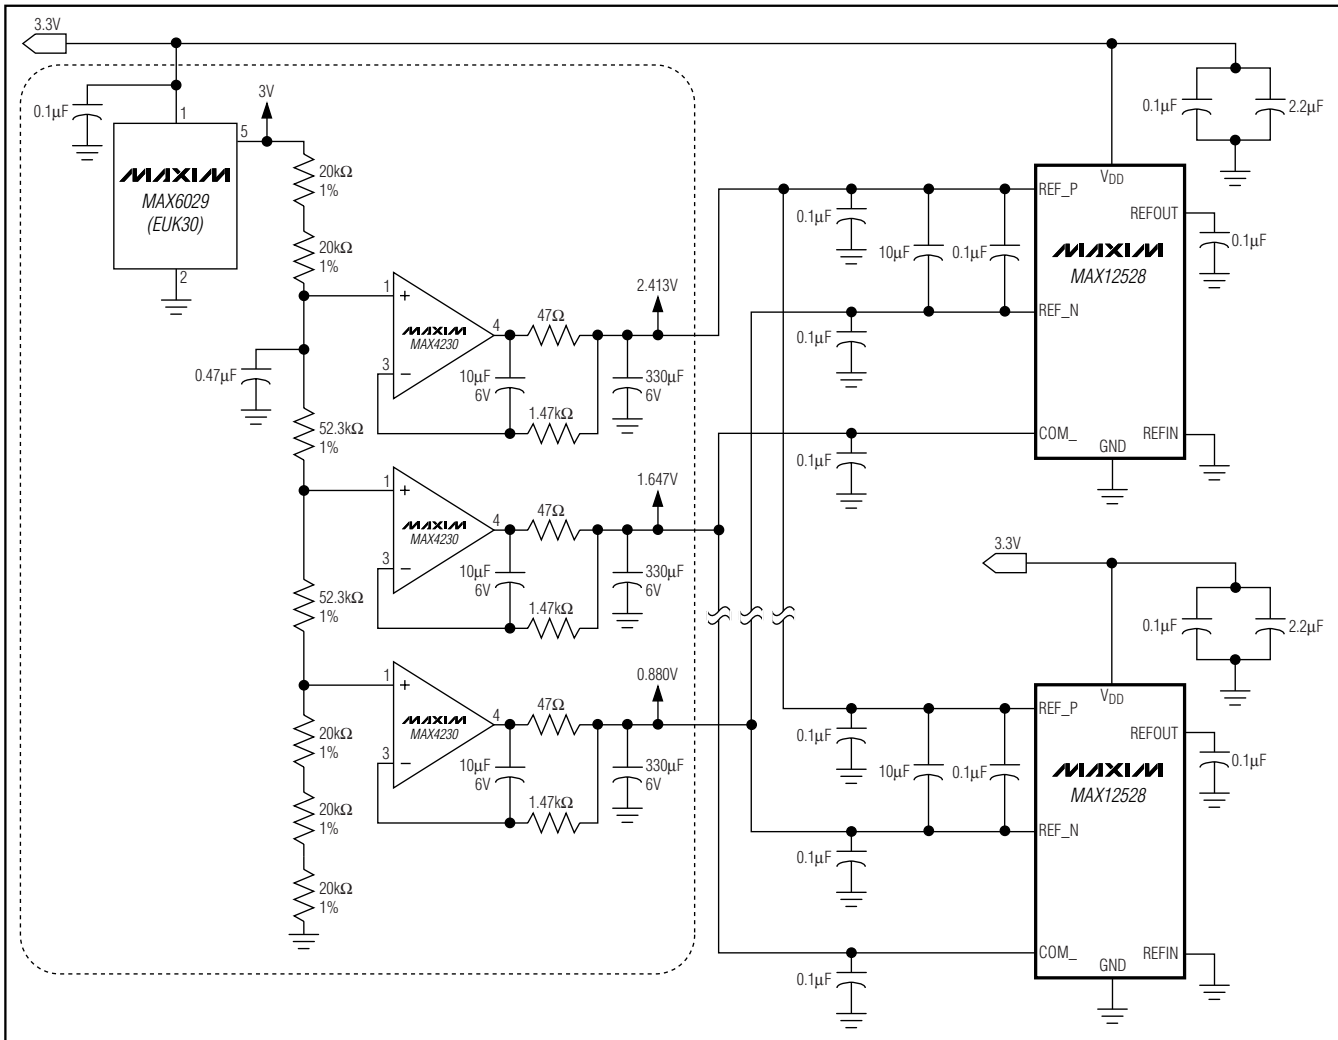 3.3V
0.1µF
1
3V
5
MAXIM
MAX6029
(EUK30)
2
20kΩ
1%
20kΩ
1%
0.47µF
52.3kΩ
1%
52.3kΩ
1%
20kΩ
1%
20kΩ
1%
20kΩ
1%
1
+
MAXIM
MAX4230
3
−
4
47Ω
10µF
6V
1.47kΩ
2.413V
330µF
6V
1
+
MAXIM
MAX4230
3
−
4
47Ω
10µF
6V
1.47kΩ
1.647V
330µF
6V
1
+
MAXIM
MAX4230
3
−
4
47Ω
10µF
6V
1.47kΩ
0.880V
330µF
6V
0.1µF
2.2µF
0.1µF
10µF
0.1µF
0.1µF
0.1µF
VDD
REF_P
REFOUT
0.1µF
MAXIM
MAX12528
REF_N
COM_
GND
REFIN
3.3V
0.1µF
2.2µF
0.1µF
10µF
0.1µF
0.1µF
0.1µF
VDD
REF_P
REFOUT
0.1µF
MAXIM
MAX12528
REF_N
COM_
GND
REFIN